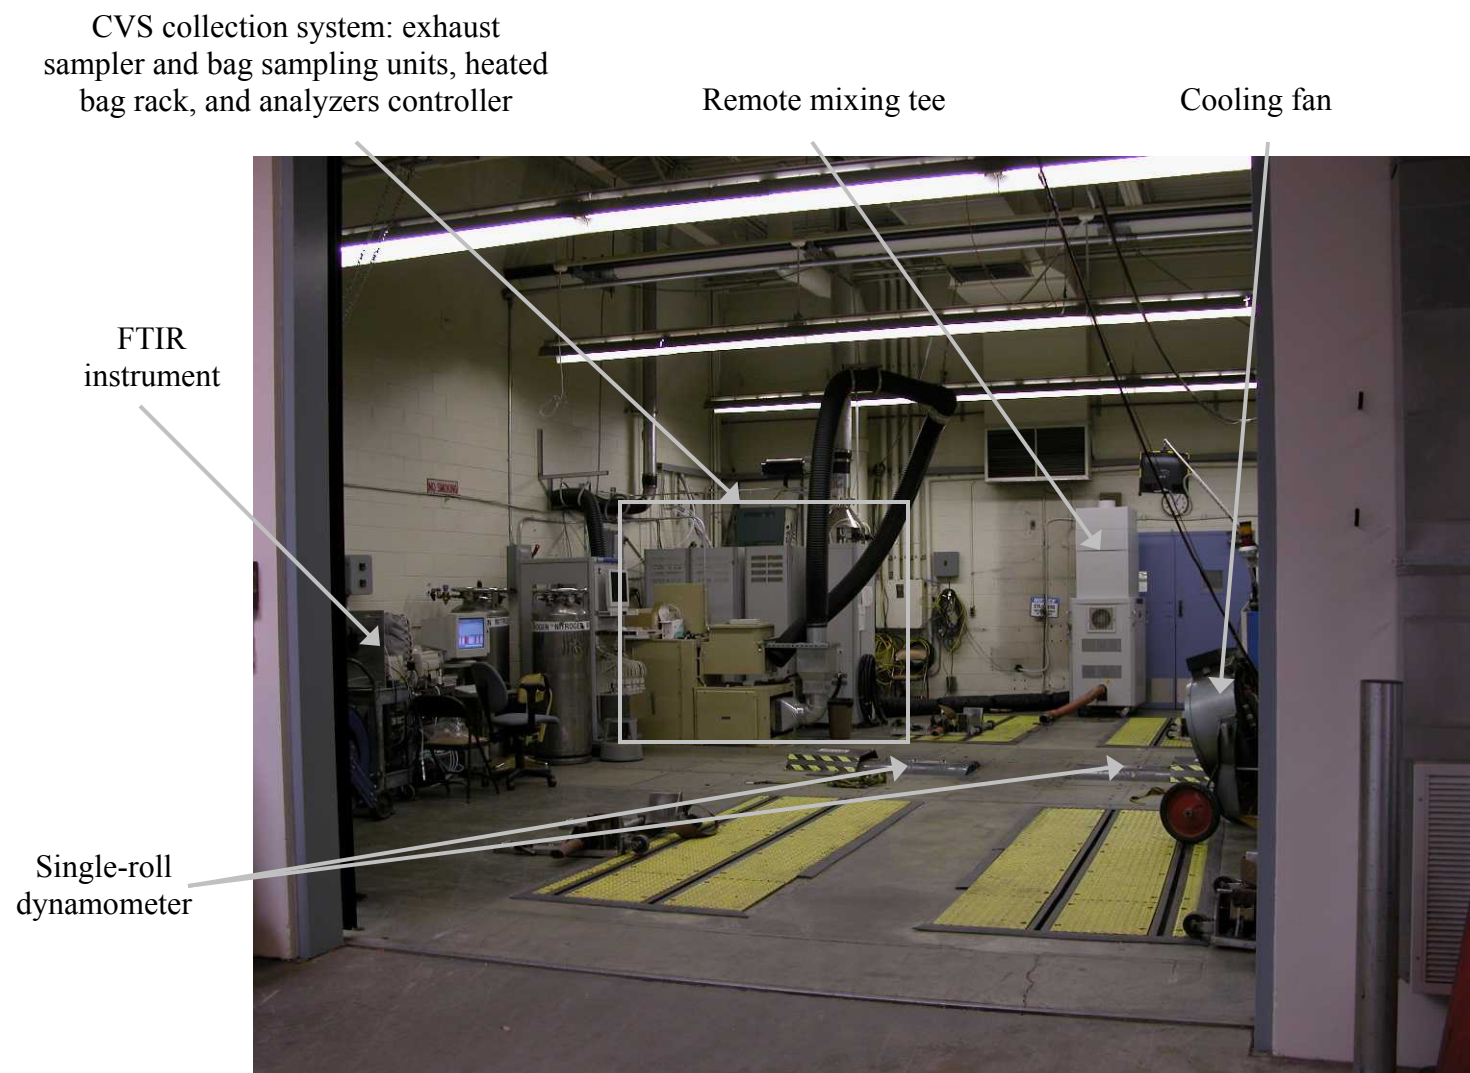 CVS collection system: exhaust
sampler and bag sampling units, heated
bag rack, and analyzers controller
Remote mixing tee
Cooling fan
FTIR
instrument
NO SMOKING
NITROGEN
Single-roll
dynamometer